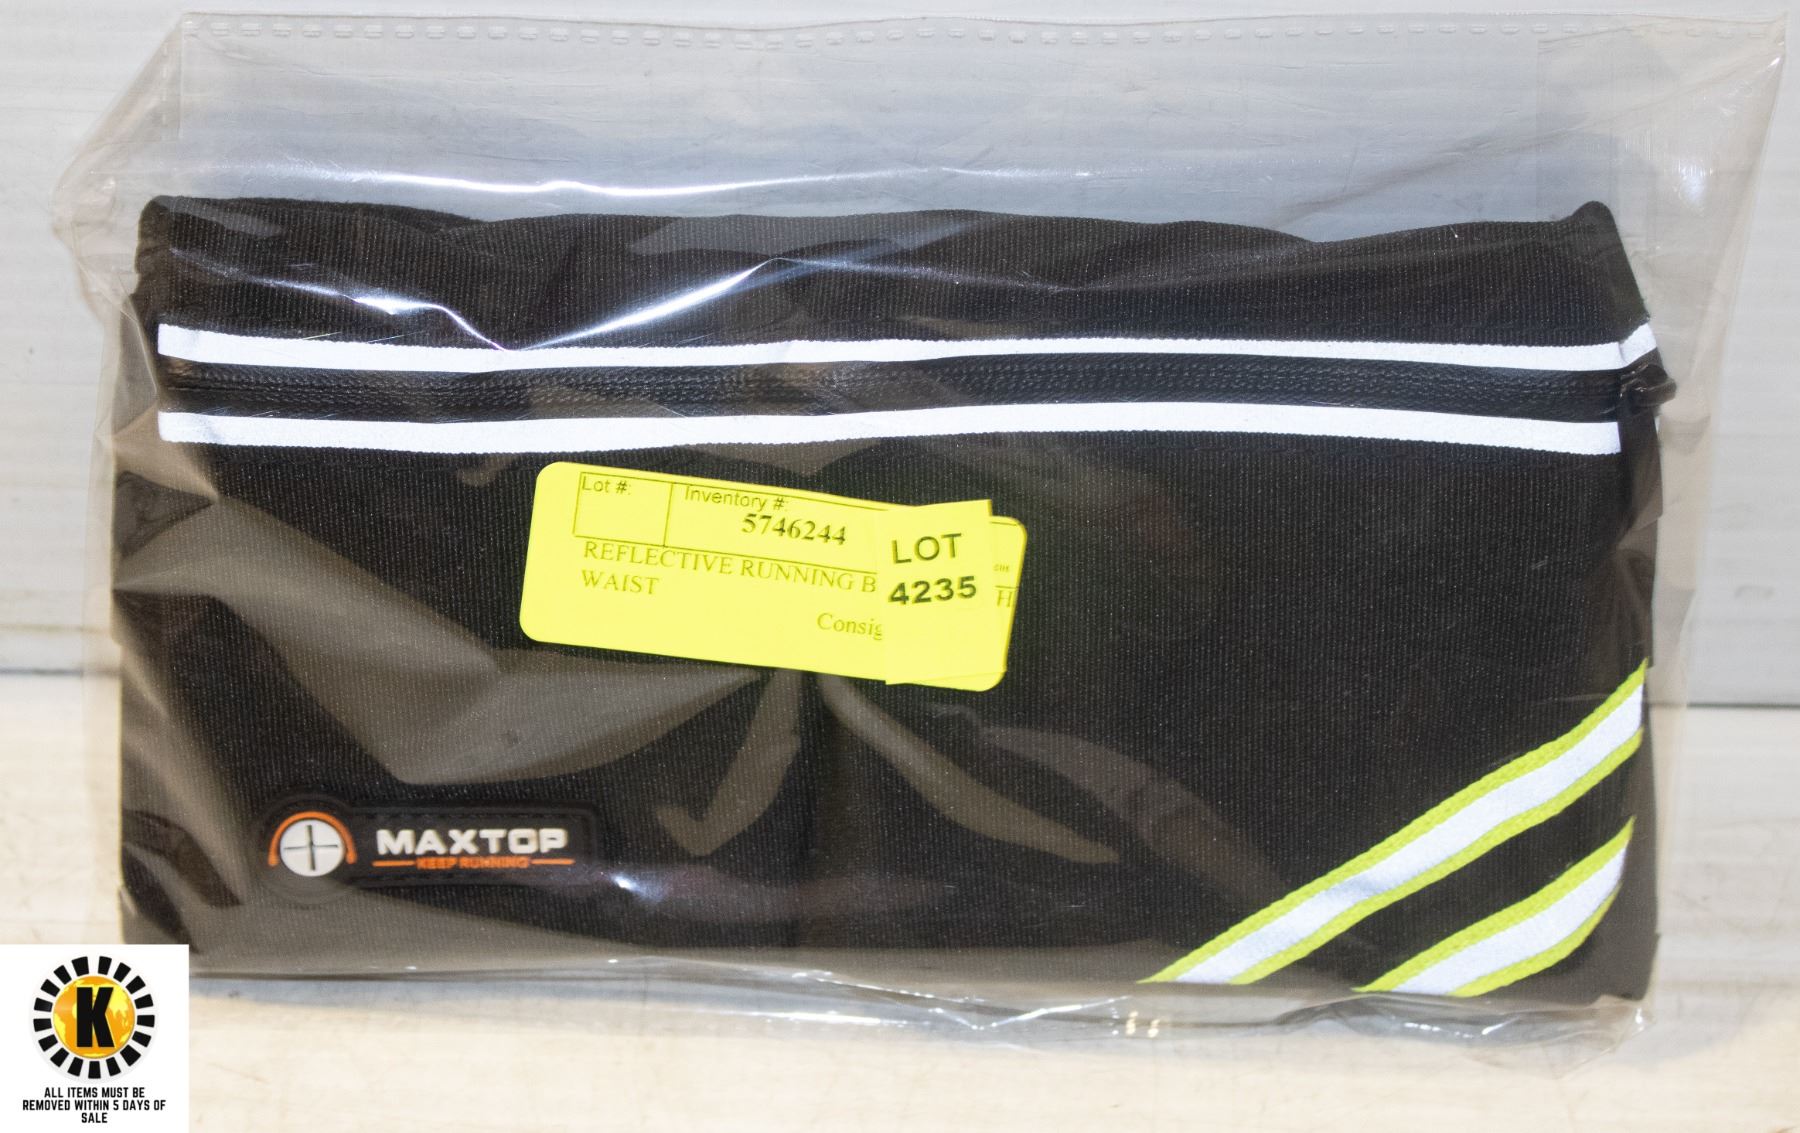 Lot #:
Inventory #:
5746244
REFLECTIVE RUNNING B
H
WAIST
Consig
LOT
4235
MAXTOP
KEEP RUNNING
K
ALL ITEMS MUST BE
REMOVED WITHIN 5 DAYS OF
SALE